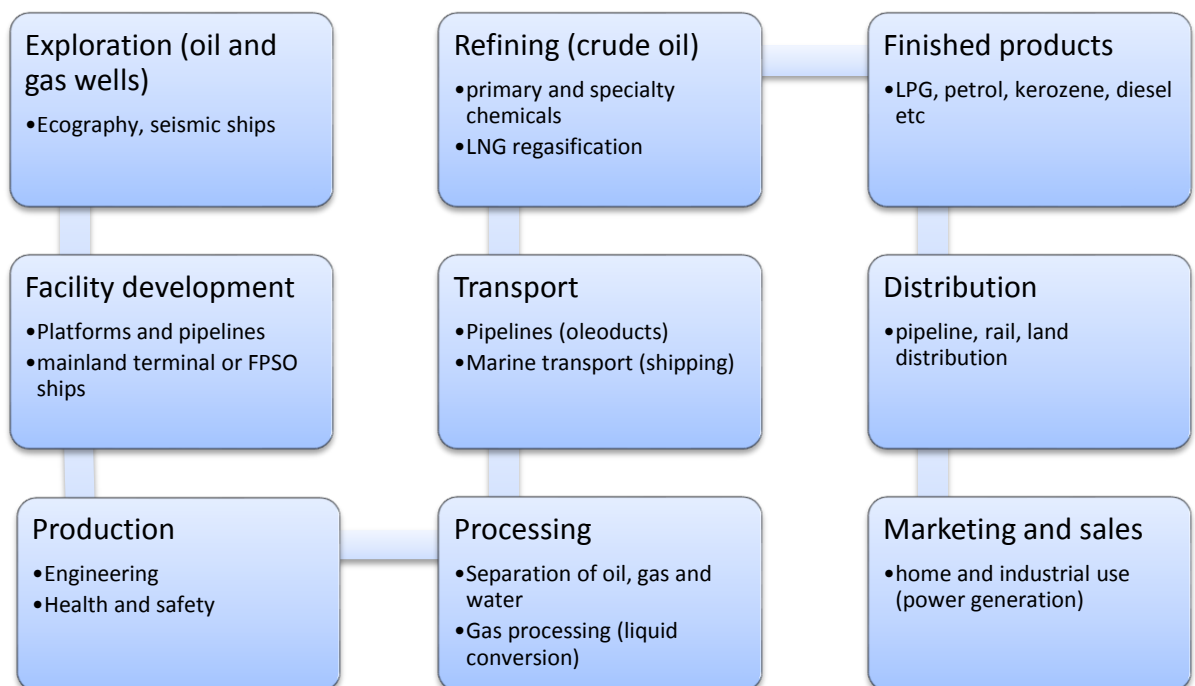 Exploration (oil and
gas wells)
•Ecography, seismic ships
Facility development
•Platforms and pipelines
•mainland terminal or FPSO
ships
Production
•Engineering
•Health and safety
Processing
•Separation of oil, gas and
water
•Gas processing (liquid
conversion)
Transport
•Pipelines (oleoducts)
•Marine transport (shipping)
Refining (crude oil)
•primary and specialty
chemicals
•LNG regasification
Finished products
•LPG, petrol, kerozene, diesel
etc
Distribution
•pipeline, rail, land
distribution
Marketing and sales
•home and industrial use
(power generation)